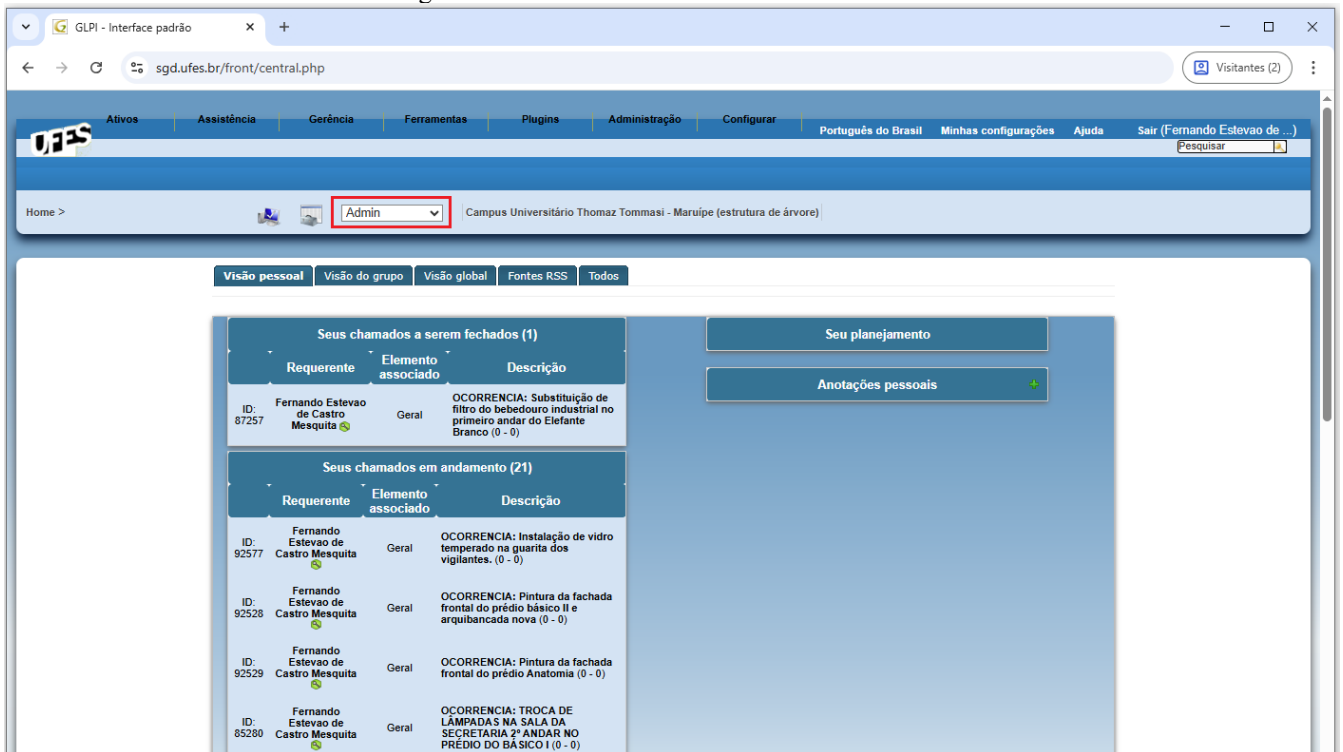 GLPI - Interface padrão
sgd.ufes.br/front/central.php
Visitantes (2)
UFES
Ativos
Assistência
Gerência
Ferramentas
Plugins
Administração
Configurar
Português do Brasil
Minhas configurações
Ajuda
Sair (Fernando Estevao de ...)
Pesquisar
Home >
Admin
Campus Universitário Thomaz Tommasi - Maruípe (estrutura de árvore)
Visão pessoal
Visão do grupo
Visão global
Fontes RSS
Todos
Seus chamados a serem fechados (1)
Requerente
Elemento
associado
Descrição
ID:
87257
Fernando Estevao
de Castro
Mesquita
Geral
OCORRENCIA: Substituição de
filtro do bebedouro industrial no
primeiro andar do Elefante
Branco (0 - 0)
Seus chamados em andamento (21)
Requerente
Elemento
associado
Descrição
ID:
92577
Fernando
Estevao de
Castro Mesquita
Geral
OCORRENCIA: Instalação de vidro
temperado na guarita dos
vigilantes. (0 - 0)
ID:
92528
Fernando
Estevao de
Castro Mesquita
Geral
OCORRENCIA: Pintura da fachada
frontal do prédio básico II e
arquibancada nova (0 - 0)
ID:
92529
Fernando
Estevao de
Castro Mesquita
Geral
OCORRENCIA: Pintura da fachada
frontal do prédio Anatomia (0 - 0)
ID:
85280
Fernando
Estevao de
Castro Mesquita
Geral
OCORRENCIA: TROCA DE
LÂMPADAS NA SALA DA
SECRETARIA 2º ANDAR NO
PRÉDIO DO BÁSICO I (0 - 0)
Seu planejamento
Anotações pessoais